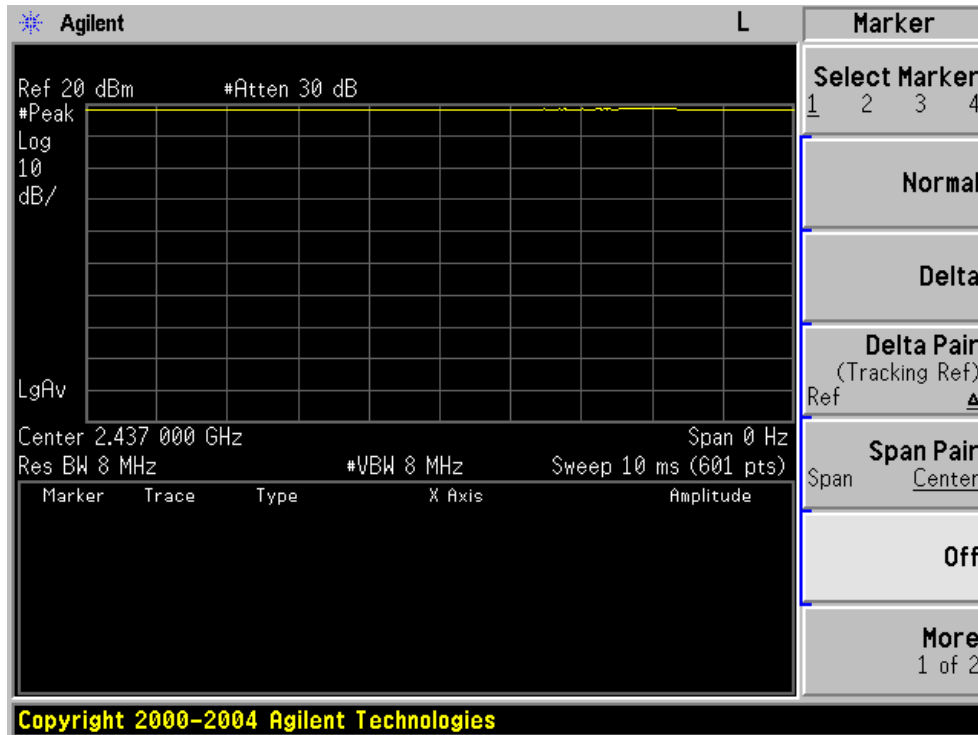 Agilent L Marker
Ref 20 dBm #Atten 30 dB
#Peak
Log
10
dB/
LgAv
Center 2.437 000 GHz Span 0 Hz
Res BW 8 MHz #VBW 8 MHz Sweep 10 ms (601 pts)
Marker Trace Type X Axis Amplitude
Select Marker
1 2 3 4
Normal
Delta
Delta Pair
(Tracking Ref)
Ref Δ
Span Pair
Span Center
Off
More
1 of 2
Copyright 2000-2004 Agilent Technologies